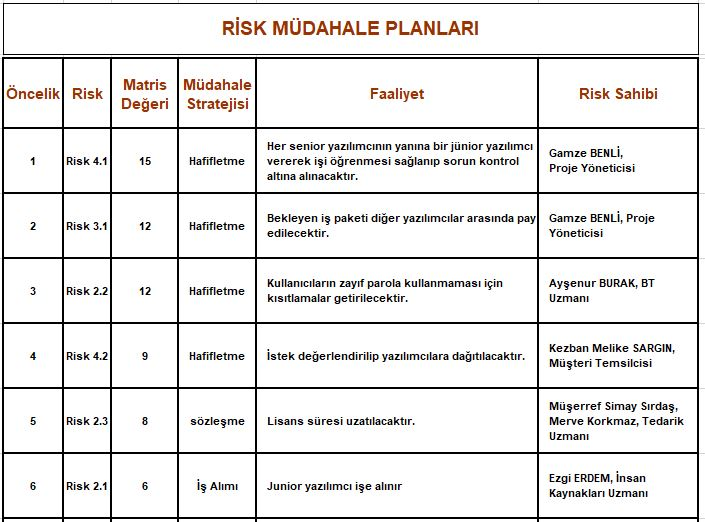 RİSK MÜDAHALE PLANLARI
Öncelik Risk Matris Değeri Müdahale Stratejisi Faaliyet Risk Sahibi
1 Risk 4.1 15 Hafifletme Her senior yazılımcının yanına bir jünior yazılımcı
vererek işi öğrenmesi sağlanıp sorun kontrol
altına alınacaktır.
Gamze BENLİ,
Proje Yöneticisi
2 Risk 3.1 12 Hafifletme Bekleyen iş paketi diğer yazılımcılar arasında pay
edilecektir.
Gamze BENLİ, Proje
Yöneticisi
3 Risk 2.2 12 Hafifletme Kullanıcıların zayıf parola kullanmaması için
kısıtlamalar getirilecektir.
Ayşenur BURAK, BT
Uzmanı
4 Risk 4.2 9 Hafifletme İstek değerlendirilip yazılımcılara dağıtılacaktır.
Kezban Melike SARGIN,
Müşteri Temsilcisi
5 Risk 2.3 8 sözleşme Lisans süresi uzatılacaktır.
Müşerref Simay Sırdaş,
Merve Korkmaz, Tedarik
Uzmanı
6 Risk 2.1 6 İş Alımı Junior yazılımcı işe alınır
Ezgi ERDEM, İnsan
Kaynakları Uzmanı